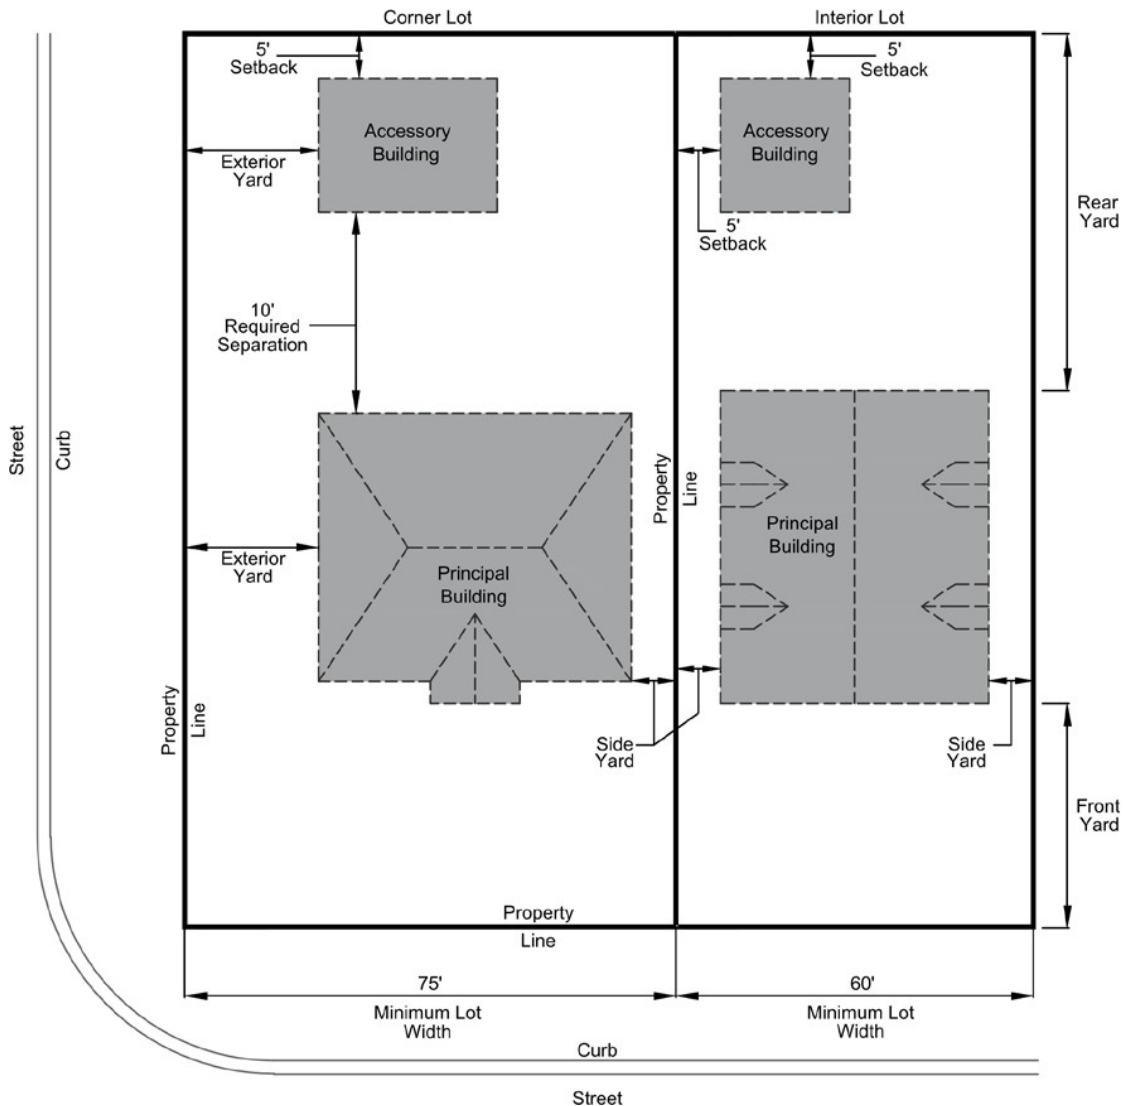 Corner Lot
Interior Lot
5'
Setback
5'
Setback
Accessory
Building
Accessory
Building
Exterior
Yard
Rear
Yard
5'
Setback
10'
Required
Separation
Street
Curb
Property
Line
Principal
Building
Exterior
Yard
Principal
Building
Property
Line
Side
Yard
Side
Yard
Front
Yard
Property
Line
75'
60'
Minimum Lot
Width
Minimum Lot
Width
Curb
Street